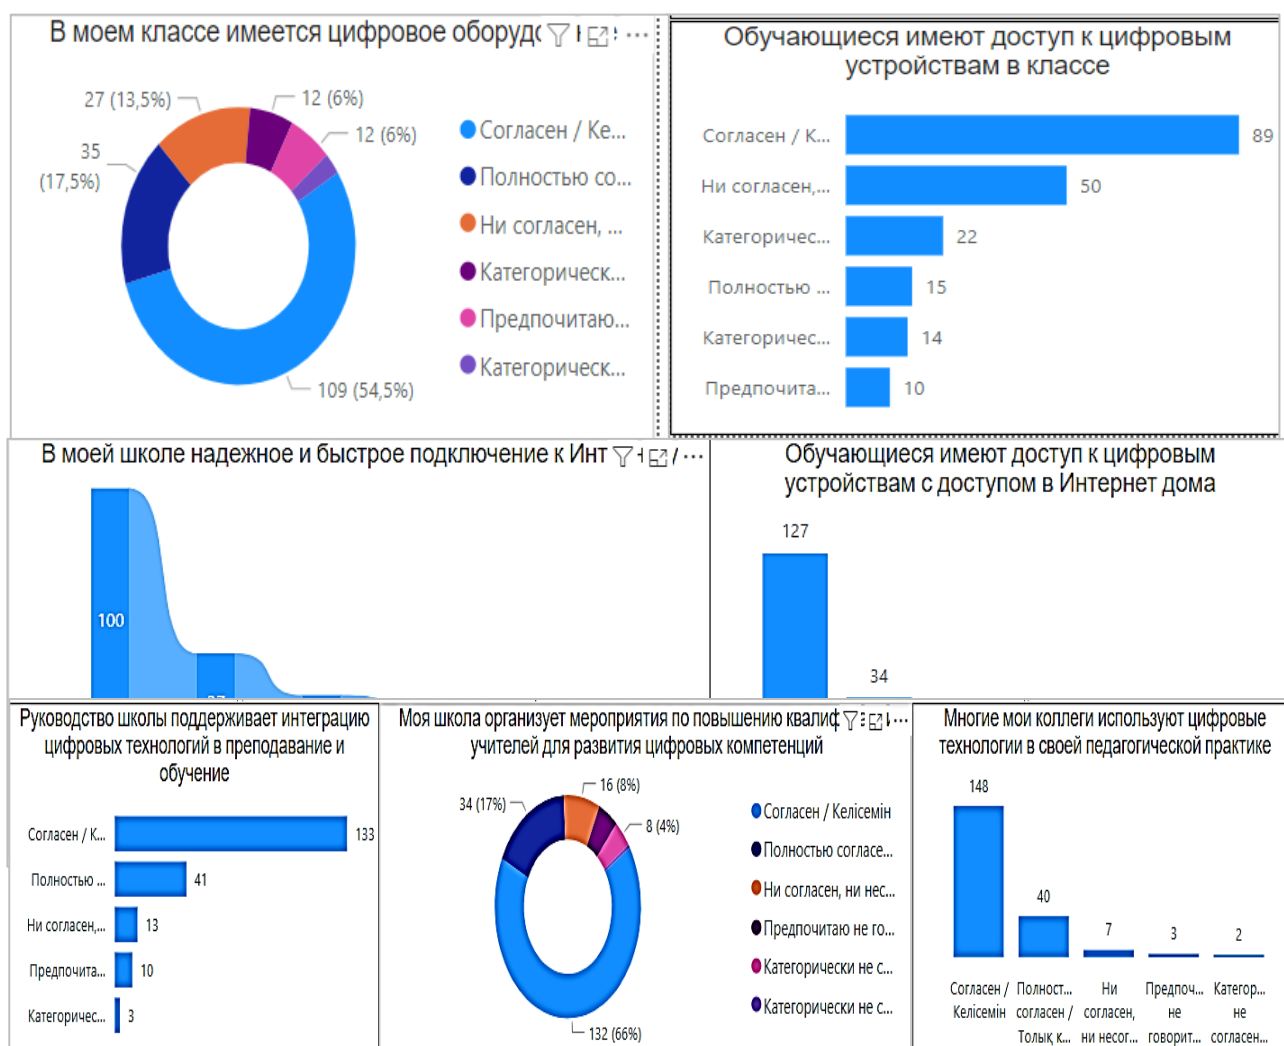 В моем классе имеется цифровое оборудо
27 (13,5%)
12 (6%)
12 (6%)
35
(17,5%)
109 (54,5%)
Согласен / Ке...
Полностью со...
Ни согласен, ...
Категорическ...
Предпочитаю...
Категорическ...
Обучающиеся имеют доступ к цифровым
устройствам в классе
Согласен / К... 89
Ни согласен,... 50
Категоричес... 22
Полностью ... 15
Категоричес... 14
Предпочита... 10
В моей школе надежное и быстрое подключение к Инт
100
Обучающиеся имеют доступ к цифровым
устройствам с доступом в Интернет дома
127
34
Руководство школы поддерживает интеграцию
цифровых технологий в преподавание и
обучение
Согласен / К... 133
Полностью ... 41
Ни согласен,... 13
Предпочита... 10
Категоричес... 3
Моя школа организует мероприятия по повышению квалиф
учителей для развития цифровых компетенций
34 (17%)
16 (8%)
8 (4%)
132 (66%)
Согласен / Келісемін
Полностью согласе...
Ни согласен, ни нес...
Предпочитаю не го...
Категорически не с...
Категорически не с...
Многие мои коллеги используют цифровые
технологии в своей педагогической практике
148
40
7
3
2
Согласен /
Келісемін
Полност...
согласен /
Толық к...
Ни
согласен,
ни несог...
Предпоч...
не
говорит...
Категор...
не
согласен...